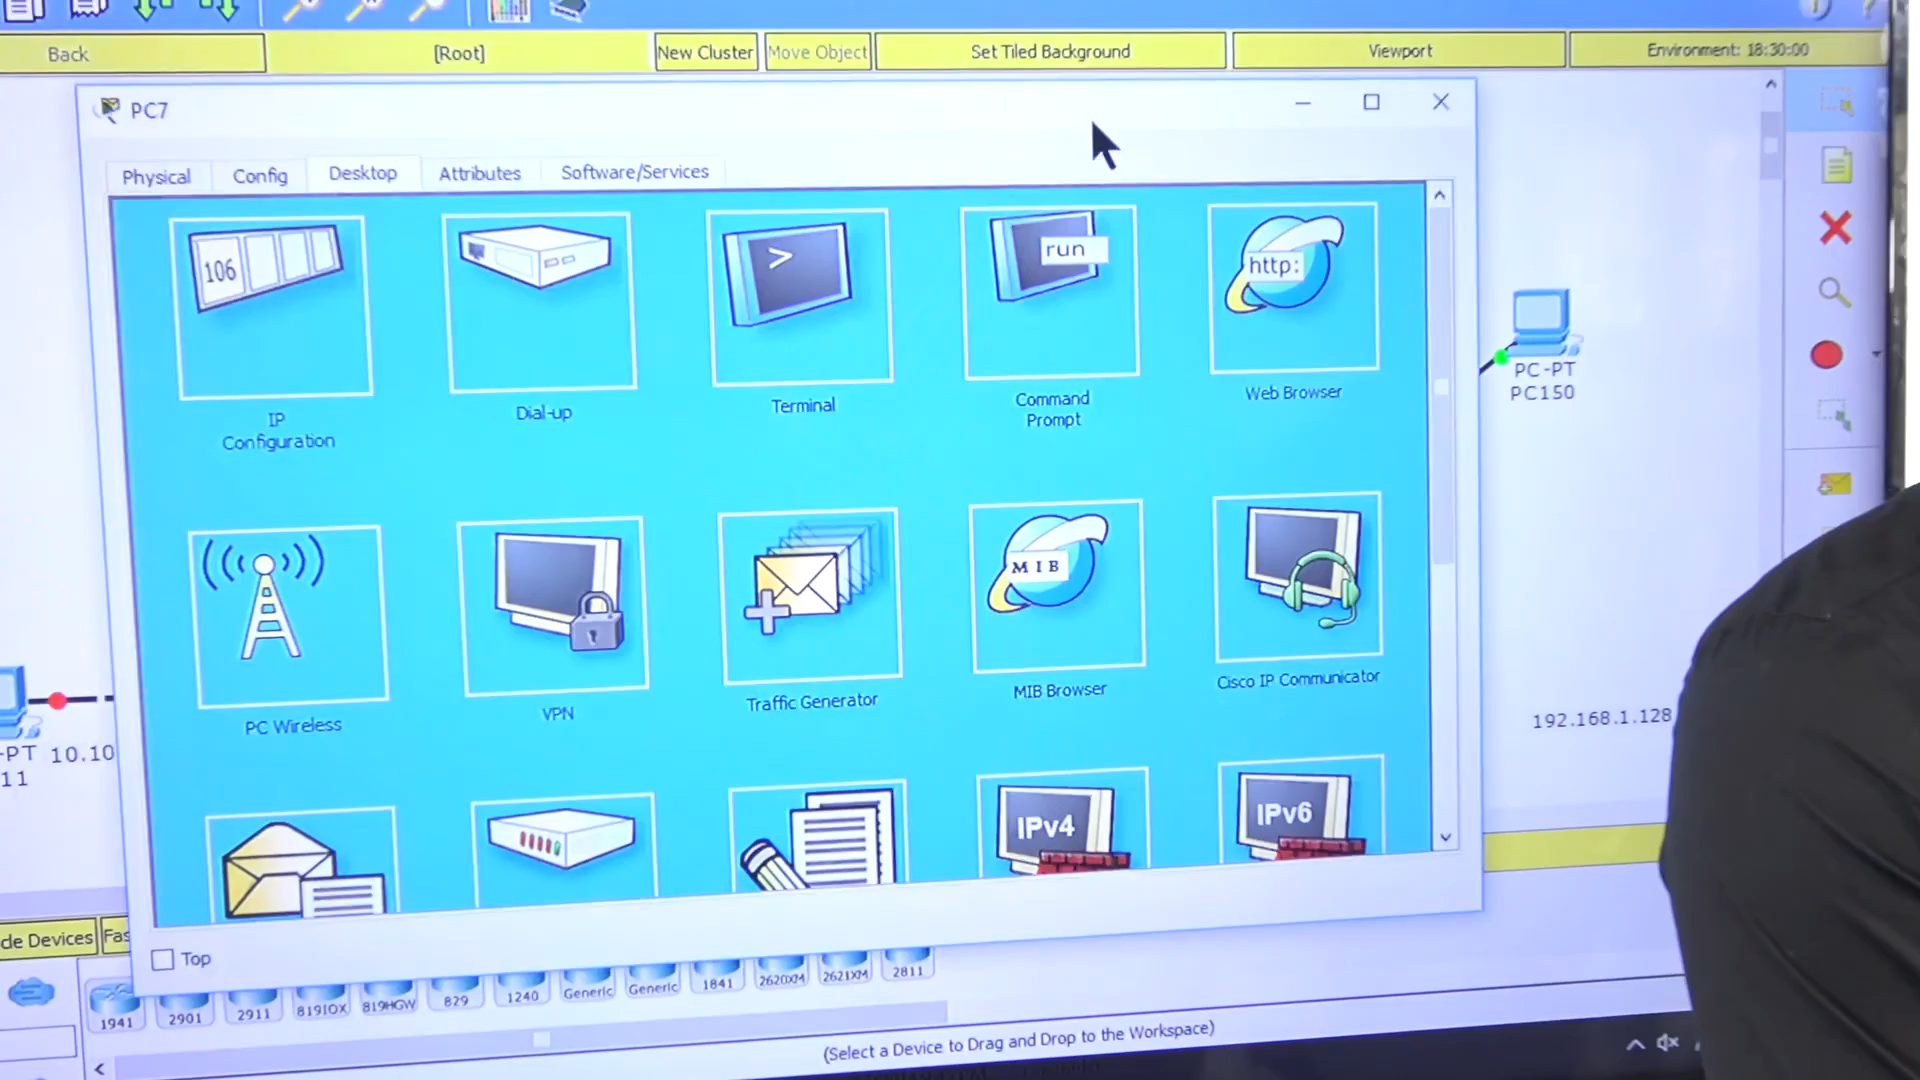 Back
[Root]
New Cluster
Move Object
Set Tiled Background
Viewport
Environment: 18:30:00
PC7
Physical
Config
Desktop
Attributes
Software/Services
106
>
run
http:
IP
Configuration
Dial-up
Terminal
Command
Prompt
Web Browser
PC-PT
PC150
MIB
PC Wireless
VPN
Traffic Generator
MIB Browser
Cisco IP Communicator
192.168.1.128
-PT
11
10.10
IPv4
IPv6
Top
de Devices
Fas
1941
2901
2911
819IOX
819HGW
829
1240
Generic
Generic
1841
2620XM
2621XM
2811
(Select a Device to Drag and Drop to the Workspace)